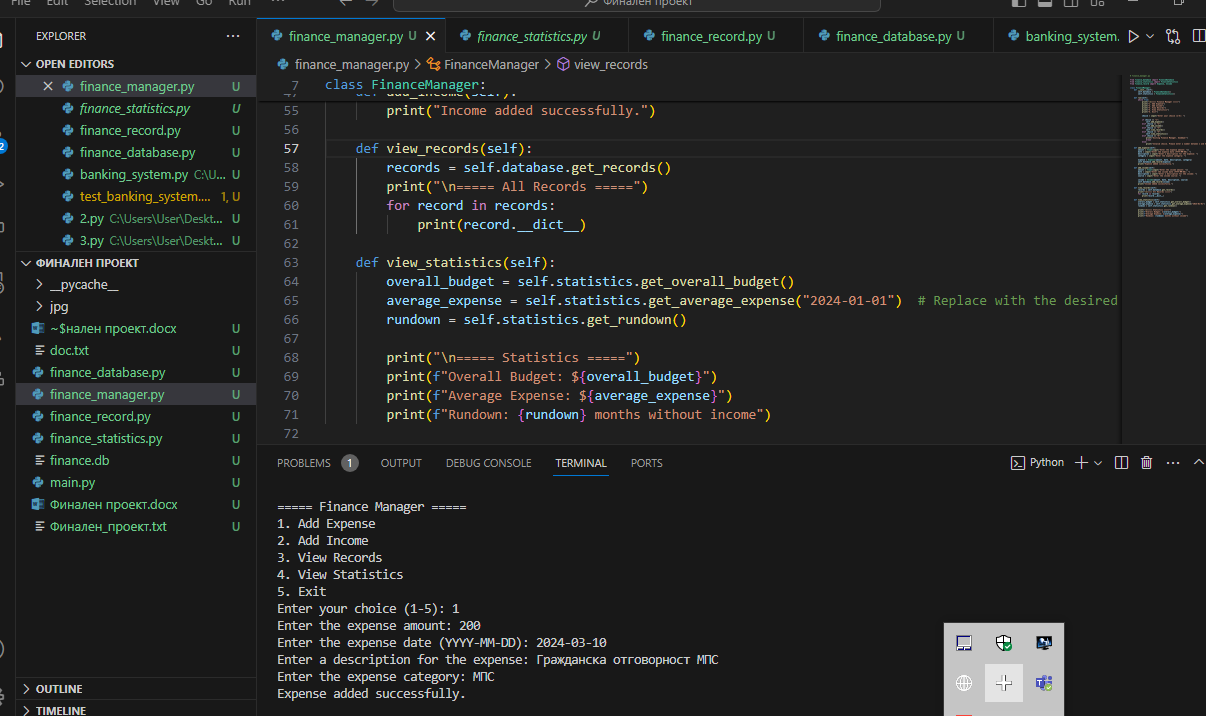 File Edit Selection View Go Run ...
Финален проект
EXPLORER ...
OPEN EDITORS
finance_manager.py U
finance_statistics.py U
finance_record.py U
finance_database.py U
banking_system.py C:\U... U
test_banking_system.... 1, U
2.py C:\Users\User\Deskt... U
3.py C:\Users\User\Deskt... U
ФИНАЛЕН ПРОЕКТ
__pycache__
jpg
~$нален проект.docx U
doc.txt U
finance_database.py U
finance_manager.py U
finance_record.py U
finance_statistics.py U
finance.db U
main.py U
Финален проект.docx U
Финален_проект.txt U
OUTLINE
TIMELINE
finance_manager.py U finance_statistics.py U finance_record.py U finance_database.py U banking_system.
finance_manager.py > FinanceManager > view_records
7 class FinanceManager:
47 def add_income(self):
55 print("Income added successfully.")
56
57 def view_records(self):
58 records = self.database.get_records()
59 print("\n===== All Records =====")
60 for record in records:
61 print(record.__dict__)
62
63 def view_statistics(self):
64 overall_budget = self.statistics.get_overall_budget()
65 average_expense = self.statistics.get_average_expense("2024-01-01") # Replace with the desired
66 rundown = self.statistics.get_rundown()
67
68 print("\n===== Statistics =====")
69 print(f"Overall Budget: ${overall_budget}")
70 print(f"Average Expense: ${average_expense}")
71 print(f"Rundown: {rundown} months without income")
72
PROBLEMS 1 OUTPUT DEBUG CONSOLE TERMINAL PORTS Python
===== Finance Manager =====
1. Add Expense
2. Add Income
3. View Records
4. View Statistics
5. Exit
Enter your choice (1-5): 1
Enter the expense amount: 200
Enter the expense date (YYYY-MM-DD): 2024-03-10
Enter a description for the expense: Гражданска отговорност МПС
Enter the expense category: МПС
Expense added successfully.